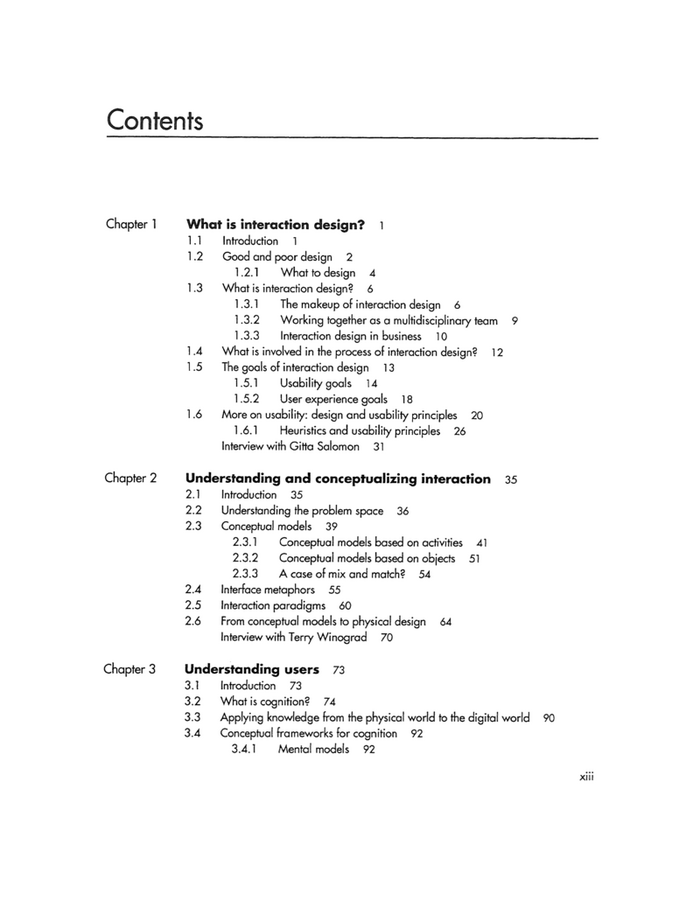 Contents
Chapter 1 What is interaction design? 1
1.1 Introduction 1
1.2 Good and poor design 2
1.2.1 What to design 4
1.3 What is interaction design? 6
1.3.1 The makeup of interaction design 6
1.3.2 Working together as a multidisciplinary team 9
1.3.3 Interaction design in business 10
1.4 What is involved in the process of interaction design? 12
1.5 The goals of interaction design 13
1.5.1 Usability goals 14
1.5.2 User experience goals 18
1.6 More on usability: design and usability principles 20
1.6.1 Heuristics and usability principles 26
Interview with Gitta Salomon 31
Chapter 2 Understanding and conceptualizing interaction 35
2.1 Introduction 35
2.2 Understanding the problem space 36
2.3 Conceptual models 39
2.3.1 Conceptual models based on activities 41
2.3.2 Conceptual models based on objects 51
2.3.3 A case of mix and match? 54
2.4 Interface metaphors 55
2.5 Interaction paradigms 60
2.6 From conceptual models to physical design 64
Interview with Terry Winograd 70
Chapter 3 Understanding users 73
3.1 Introduction 73
3.2 What is cognition? 74
3.3 Applying knowledge from the physical world to the digital world 90
3.4 Conceptual frameworks for cognition 92
3.4.1 Mental models 92
xiii